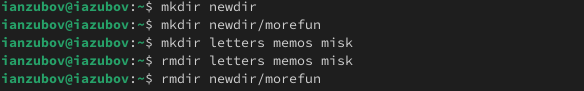 ianzubov@iazubov:~$ mkdir newdir
ianzubov@iazubov:~$ mkdir newdir/morefun
ianzubov@iazubov:~$ mkdir letters memos misk
ianzubov@iazubov:~$ rmdir letters memos misk
ianzubov@iazubov:~$ rmdir newdir/morefun